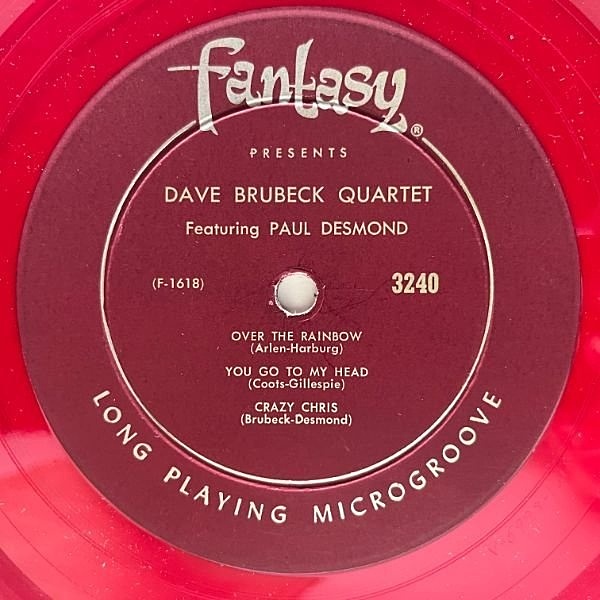 fantasy®
PRESENTS
DAVE BRUBECK QUARTET
Featuring PAUL DESMOND
(F-1618) 3240
OVER THE RAINBOW
(Arlen-Harburg)
YOU GO TO MY HEAD
(Coots-Gillespie)
CRAZY CHRIS
(Brubeck-Desmond)
LONG PLAYING MICROGROOVE